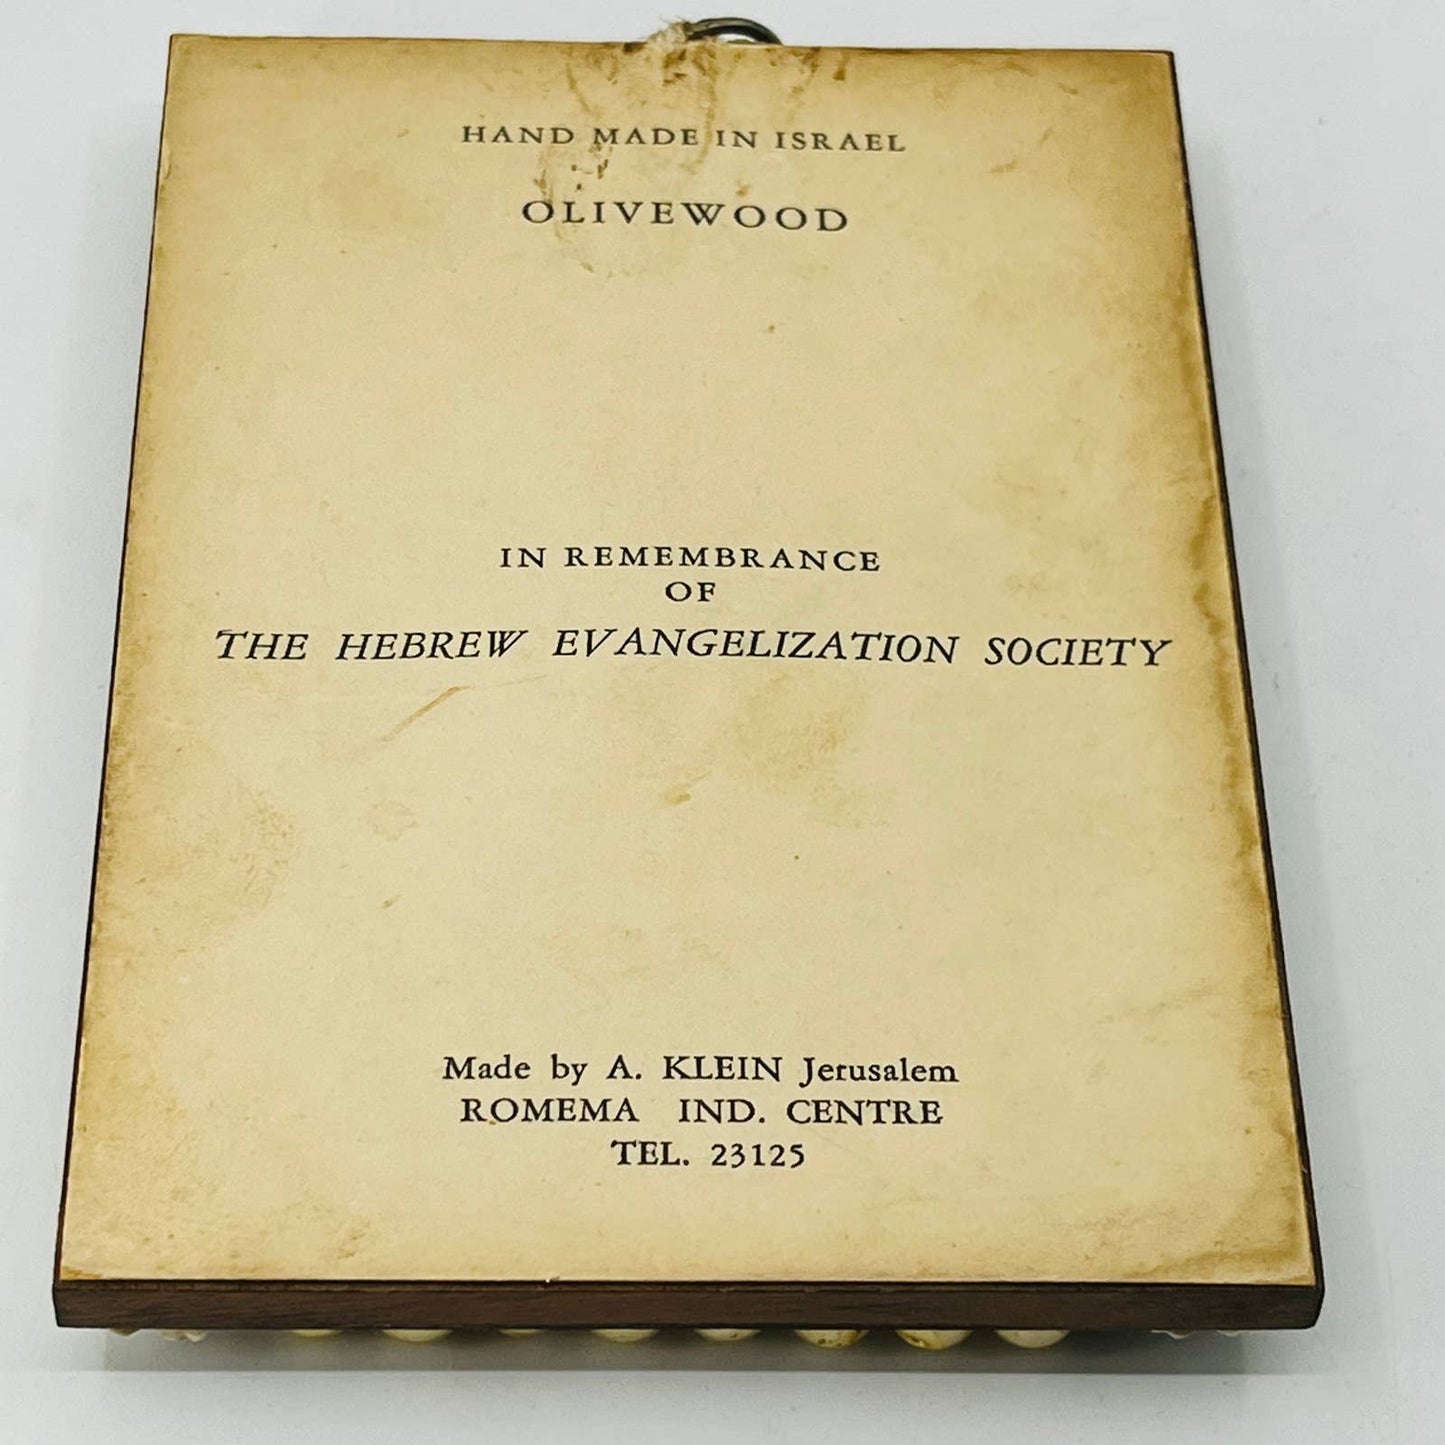 HAND MADE IN ISRAEL
OLIVEWOOD
IN REMEMBRANCE
OF
THE HEBREW EVANGELIZATION SOCIETY
Made by A. KLEIN Jerusalem
ROMEMA IND. CENTRE
TEL. 23125